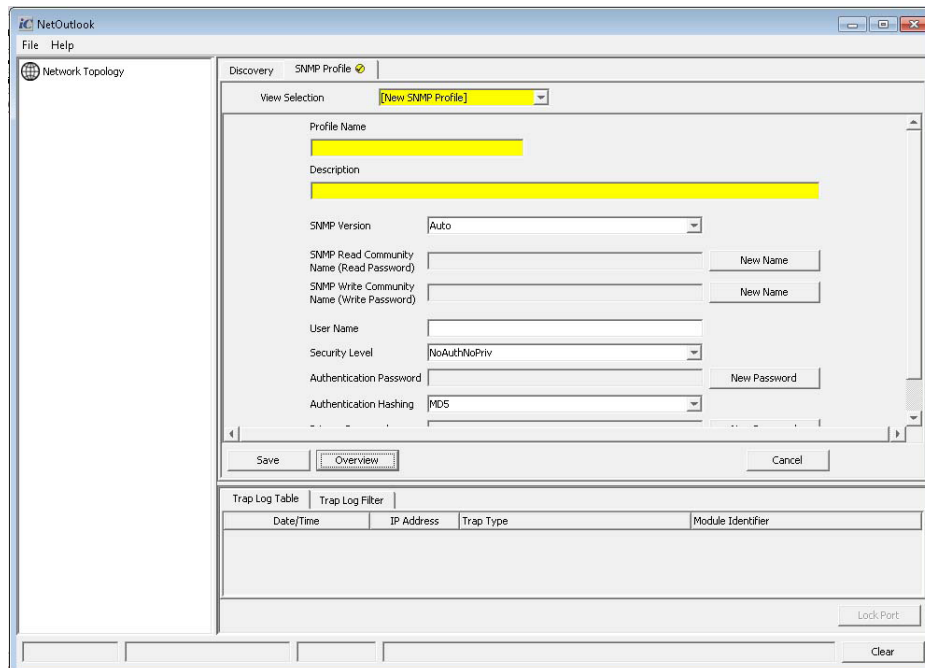 iC NetOutlook
File Help
Network Topology
Discovery SNMP Profile
View Selection [New SNMP Profile]
Profile Name
Description
SNMP Version Auto
SNMP Read Community
Name (Read Password) New Name
SNMP Write Community
Name (Write Password) New Name
User Name
Security Level NoAuthNoPriv
Authentication Password New Password
Authentication Hashing MD5
Save Overview Cancel
Trap Log Table Trap Log Filter
Date/Time IP Address Trap Type Module Identifier
Lock Port
Clear